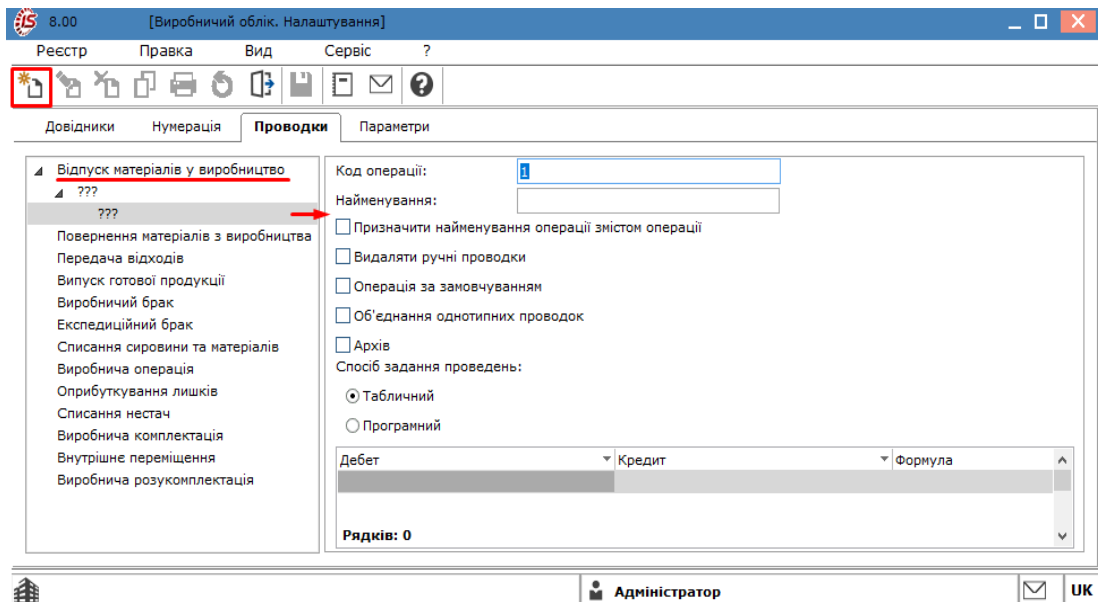 8.00 [Виробничий облік. Налаштування]
Реєстр Правка Вид Сервіс ?
Довідники Нумерація Проводки Параметри
Відпуск матеріалів у виробництво
???
???
Повернення матеріалів з виробництва
Передача відходів
Випуск готової продукції
Виробничий брак
Експедиційний брак
Списання сировини та матеріалів
Виробнича операція
Оприбуткування лишків
Списання нестач
Виробнича комплектація
Внутрішнє переміщення
Виробнича розукомплектація
Код операції: 1
Найменування:
Призначити найменування операції змістом операції
Видаляти ручні проводки
Операція за замовчуванням
Об'єднання однотипних проводок
Архів
Спосіб задання проведень:
Табличний
Програмний
Дебет Кредит Формула
Рядків: 0
Адміністратор UK